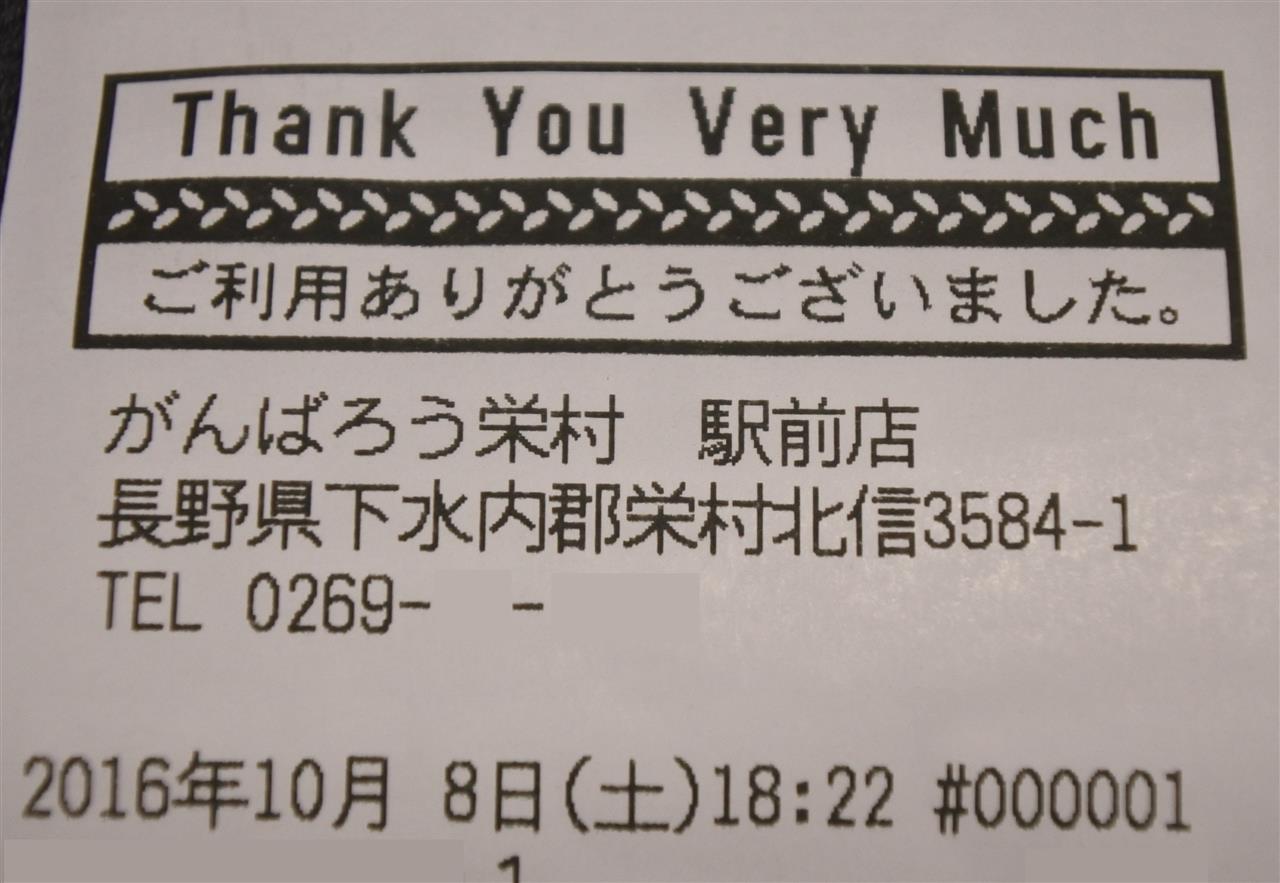 Thank You Very Much
ご利用ありがとうございました。
がんばろう栄村　駅前店
長野県下水内郡栄村北信3584-1
TEL 0269-　-
2016年10月 8日(土)18:22 #000001
1